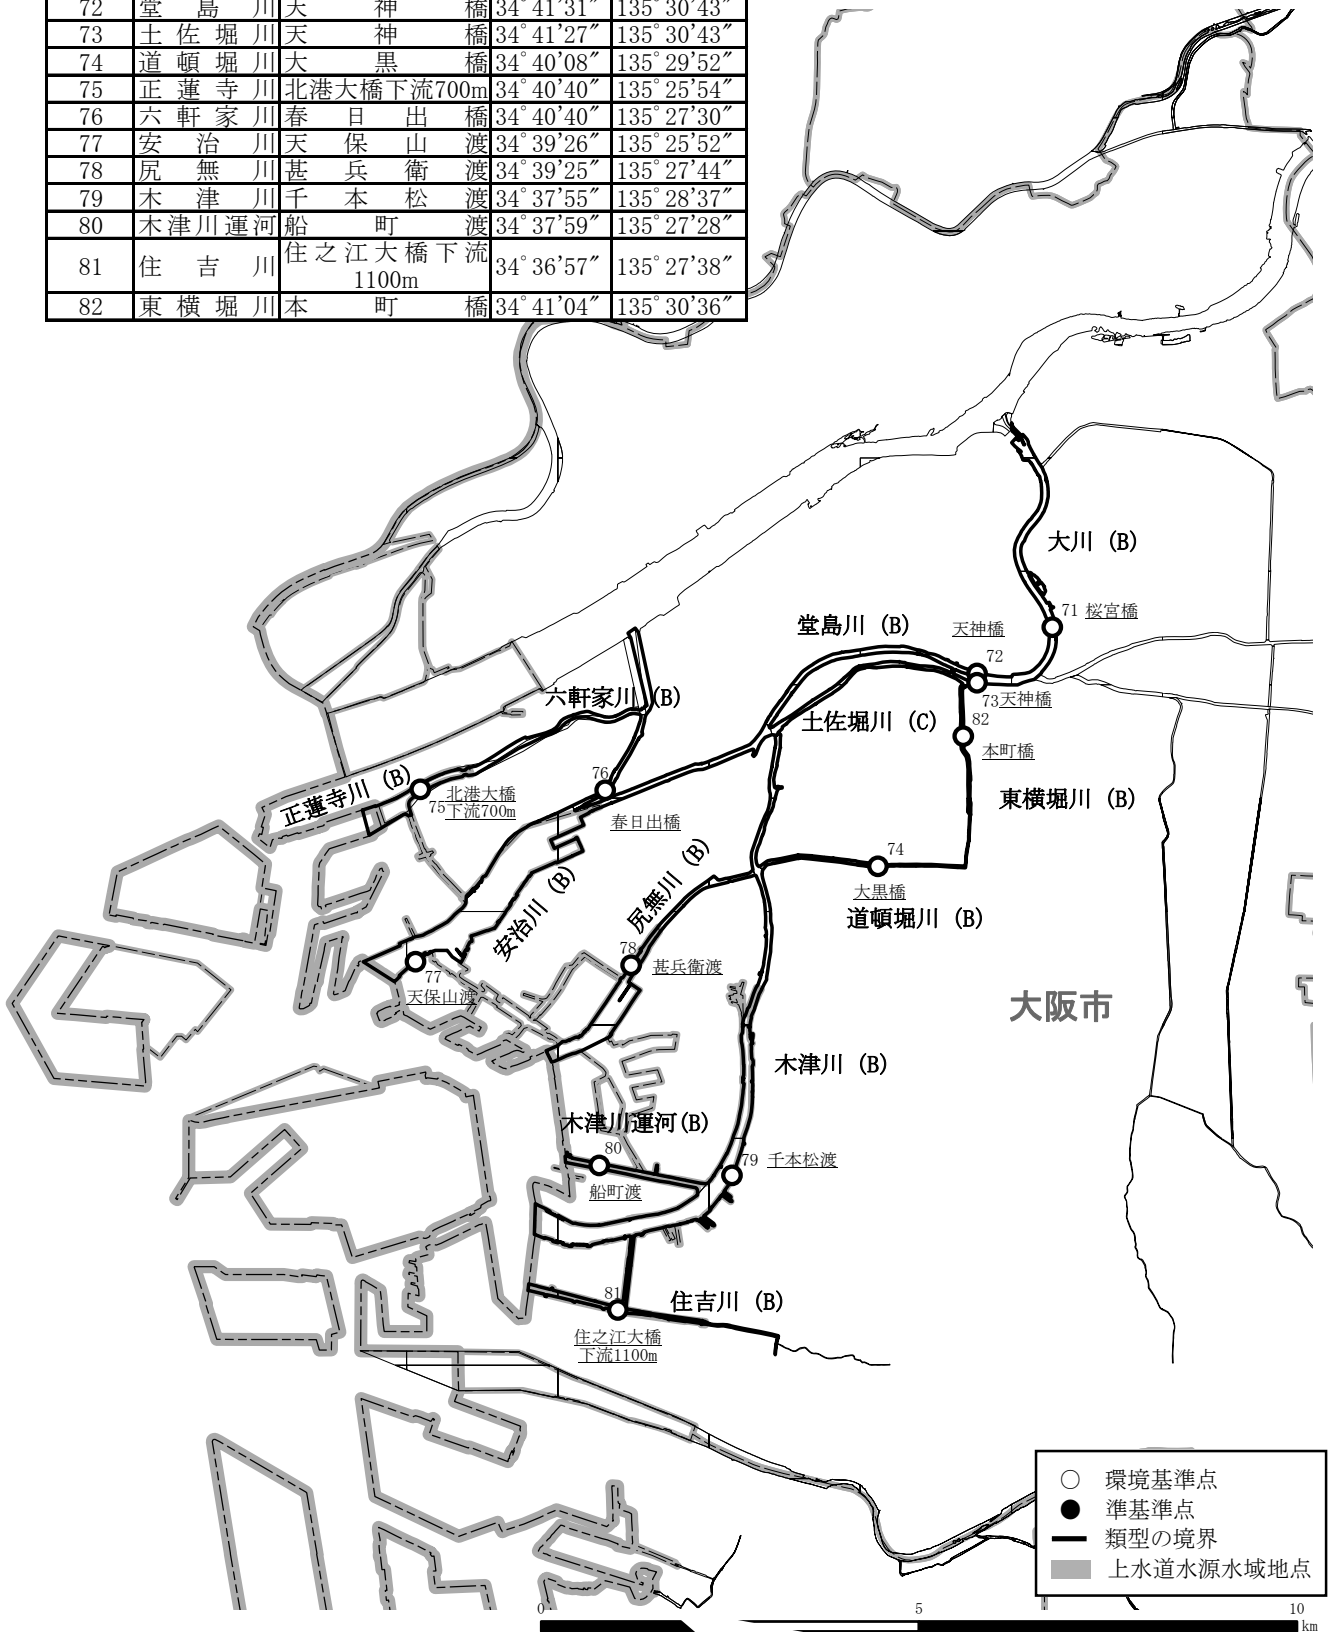 72 堂島川 天神橋 34°41’31″ 135°30’43″
73 土佐堀川 天神橋 34°41’27″ 135°30’43″
74 道頓堀川 大黒橋 34°40’08″ 135°29’52″
75 正蓮寺川 北港大橋下流700m 34°40’40″ 135°25’54″
76 六軒家川 春日出橋 34°40’40″ 135°27’30″
77 安治川 天保山渡 34°39’26″ 135°25’52″
78 尻無川 甚兵衛渡 34°39’25″ 135°27’44″
79 木津川 千本松渡 34°37’55″ 135°28’37″
80 木津川運河 船町渡 34°37’59″ 135°27’28″
81 住吉川 住之江大橋下流1100m 34°36’57″ 135°27’38″
82 東横堀川 本町橋 34°41’04″ 135°30’36″
大川 (B)
71 桜宮橋
堂島川 (B)
天神橋
72
73天神橋
六軒家川 (B)
土佐堀川 (C)
82
本町橋
正蓮寺川 (B)
75 北港大橋
下流700m
76
春日出橋
東横堀川 (B)
74
大黒橋
道頓堀川 (B)
安治川 (B)
尻無川 (B)
77
天保山渡
78
甚兵衛渡
大阪市
木津川 (B)
木津川運河(B)
80
船町渡
79 千本松渡
81
住吉川 (B)
住之江大橋
下流1100m
○ 環境基準点
● 準基準点
類型の境界
上水道水源水域地点
0 5 10
km